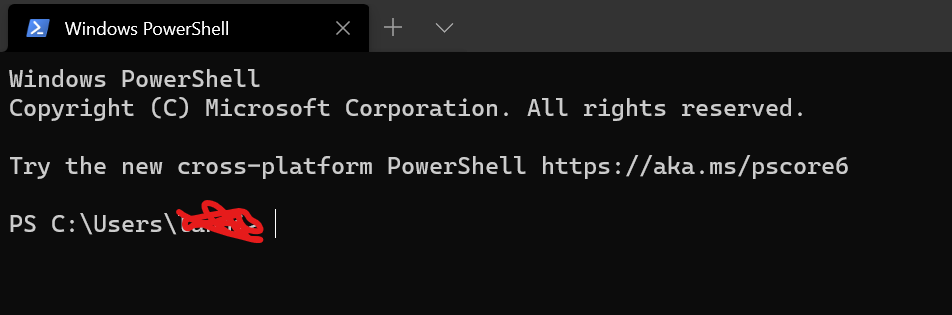 Windows PowerShell
Windows PowerShell
Copyright (C) Microsoft Corporation. All rights reserved.
Try the new cross-platform PowerShell https://aka.ms/pscore6
PS C:\Users\